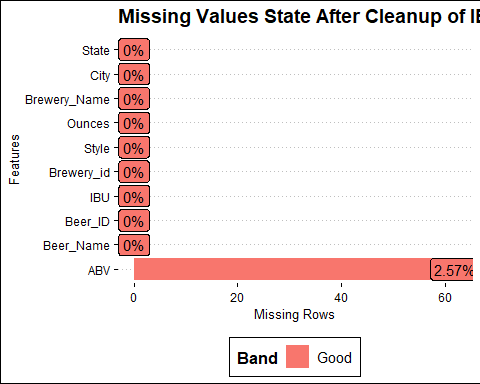 Missing Values State After Cleanup of IB
State 0%
City 0%
Brewery_Name 0%
Ounces 0%
Style 0%
Brewery_id 0%
IBU 0%
Beer_ID 0%
Beer_Name 0%
ABV 2.57%
Features
0 20 40 60
Missing Rows
Band Good